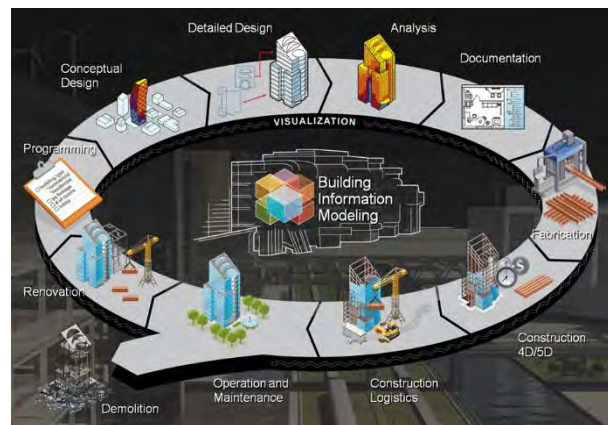 Detailed Design
Analysis
Conceptual
Design
Documentation
VISUALIZATION
Programming
Building
Information
Modeling
Fabrication
Renovation
Construction
4D/5D
Operation and
Maintenance
Construction
Logistics
Demolition